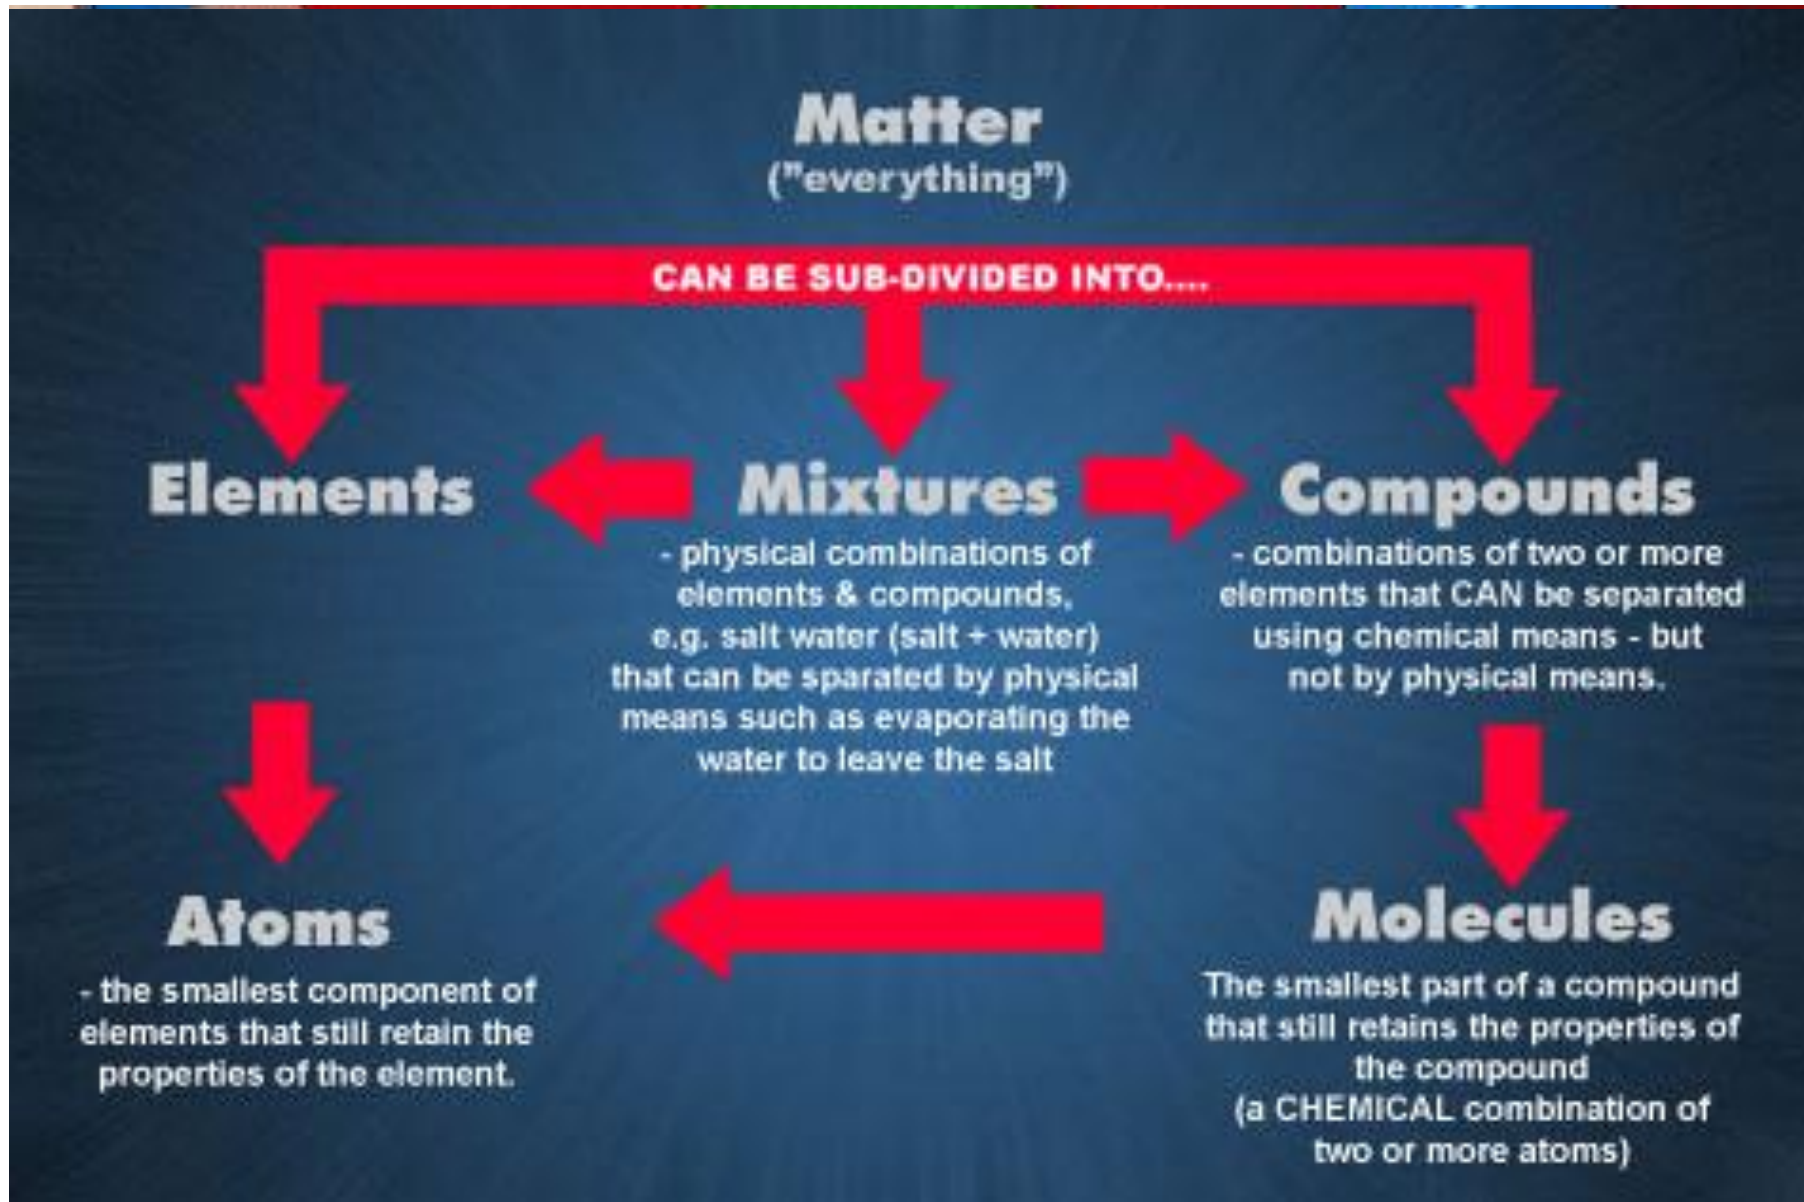 Matter
("everything")
CAN BE SUB-DIVIDED INTO....
Elements
Mixtures
- physical combinations of
elements & compounds,
e.g. salt water (salt + water)
that can be sparated by physical
means such as evaporating the
water to leave the salt
Compounds
- combinations of two or more
elements that CAN be separated
using chemical means - but
not by physical means.
Atoms
- the smallest component of
elements that still retain the
properties of the element.
Molecules
The smallest part of a compound
that still retains the properties of
the compound
(a CHEMICAL combination of
two or more atoms)